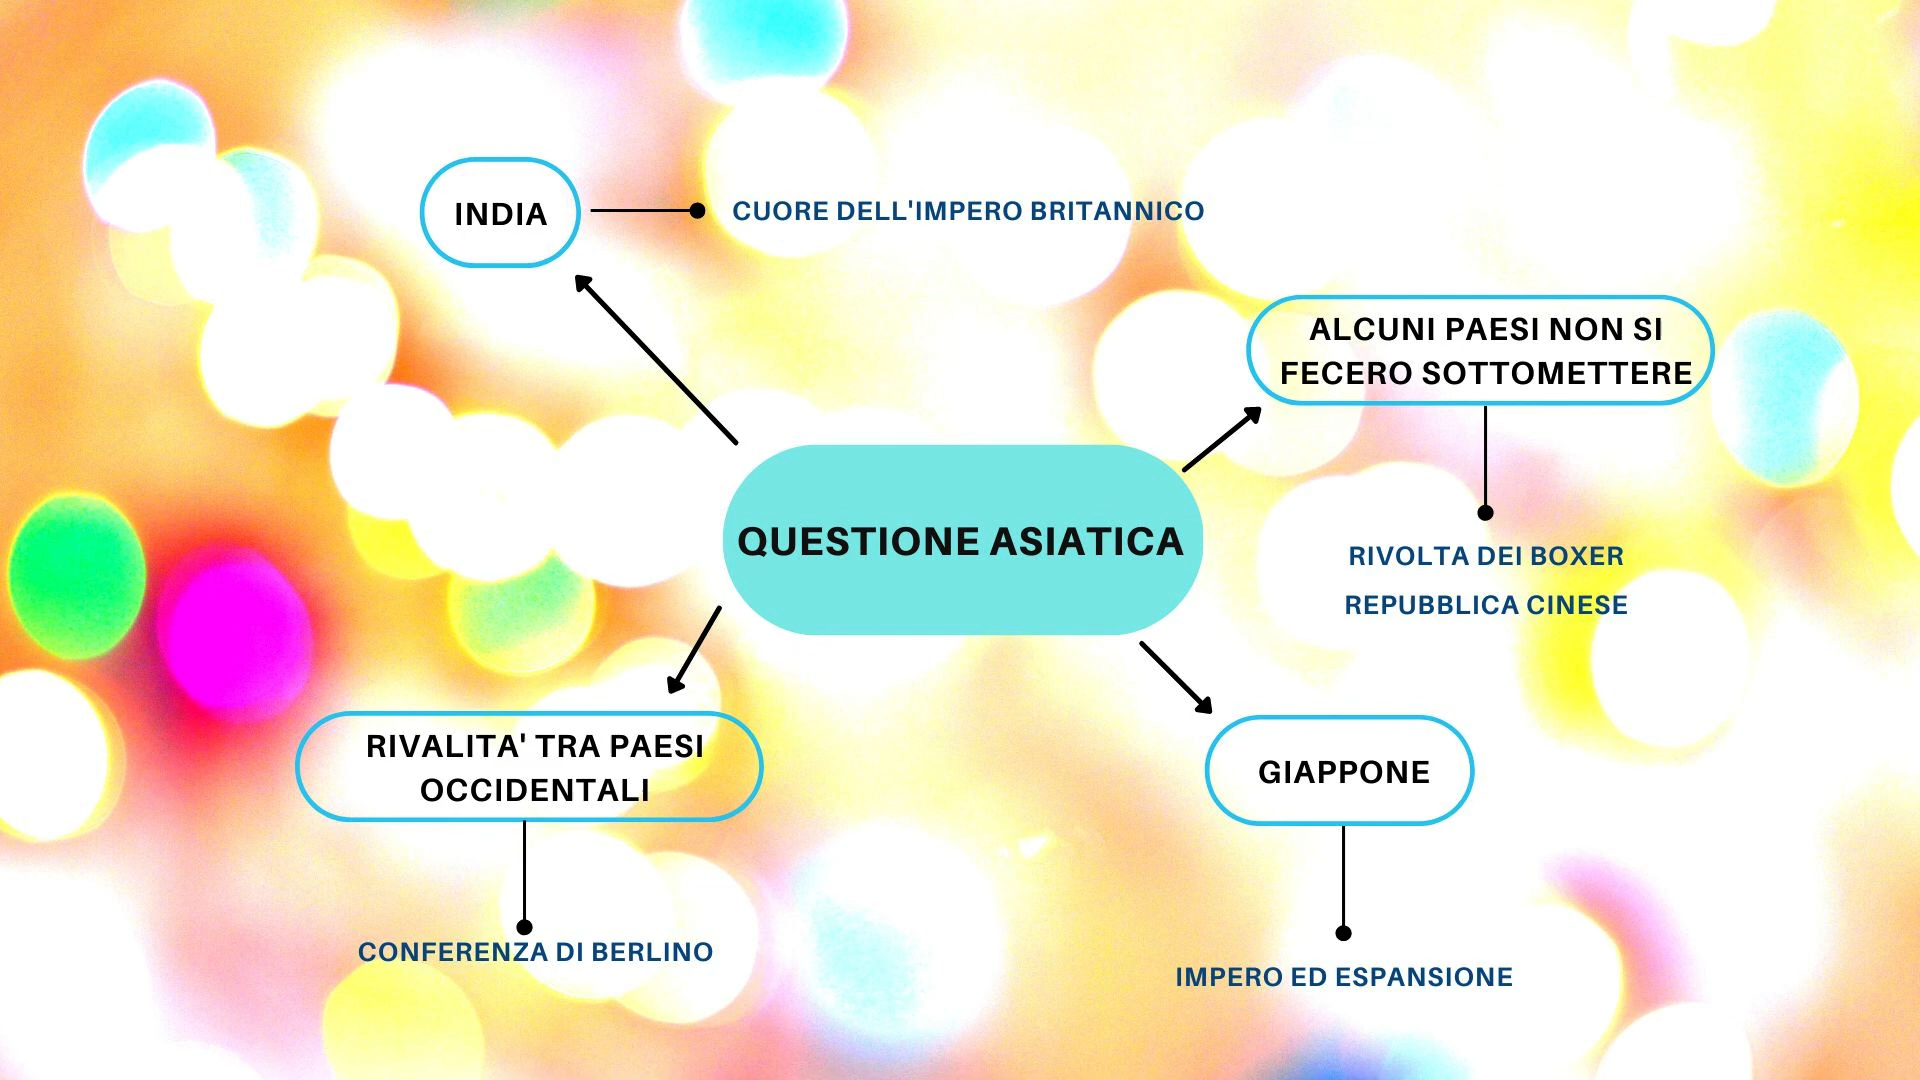 INDIA
CUORE DELL'IMPERO BRITANNICO
ALCUNI PAESI NON SI
FECERO SOTTOMETTERE
RIVOLTA DEI BOXER
REPUBBLICA CINESE
QUESTIONE ASIATICA
RIVALITA' TRA PAESI
OCCIDENTALI
CONFERENZA DI BERLINO
GIAPPONE
IMPERO ED ESPANSIONE